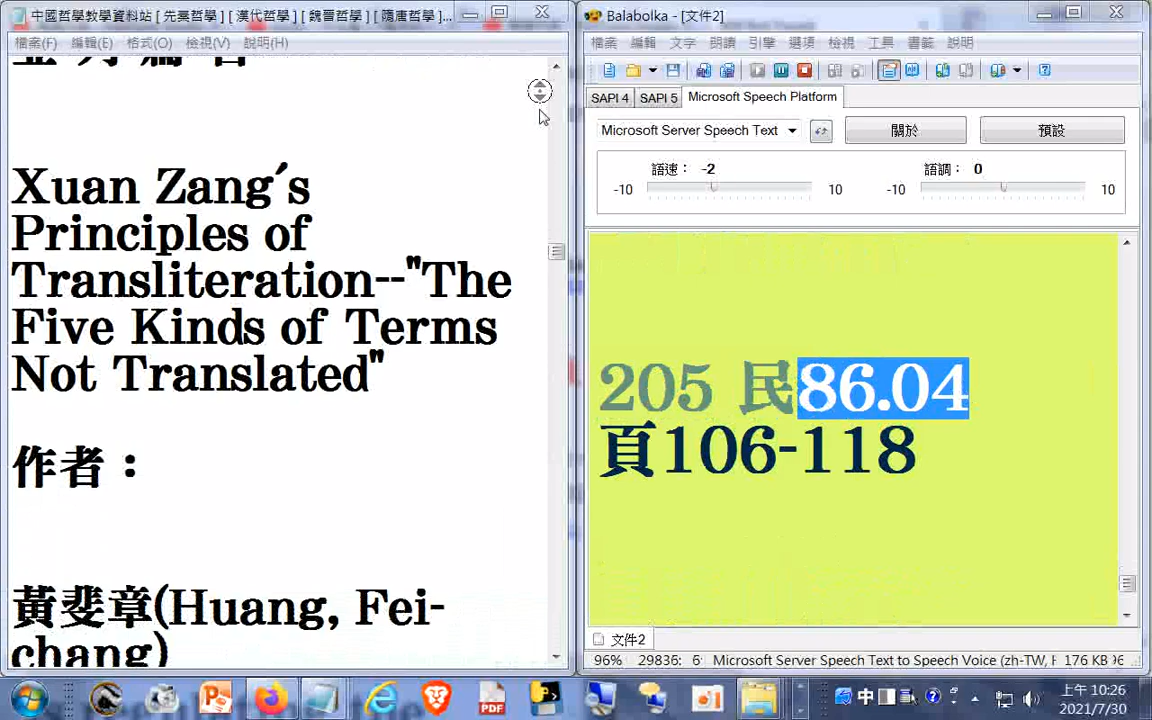 中國哲學教學資料站 [ 先秦哲學 ] [ 漢代哲學 ] [ 魏晉哲學 ] [ 隋唐哲學 ]...
檔案(F) 編輯(E) 格式(O) 檢視(V) 說明(H)
Xuan Zang's
Principles of
Transliteration--"The
Five Kinds of Terms
Not Translated"
作者：
黃斐章(Huang, Fei-
chang)
Balabolka - [文件2]
檔案 編輯 文字 朗讀 引擎 選項 檢視 工具 書籤 說明
SAPI 4 SAPI 5 Microsoft Speech Platform
Microsoft Server Speech Text 關於 預設
語速： -2 語調： 0
-10 10 -10 10
205 民86.04
頁106-118
文件2
96% 29835: 6 Microsoft Server Speech Text to Speech Voice (zh-TW, 176 KB
PDF
中
上午 10:26
2021/7/30